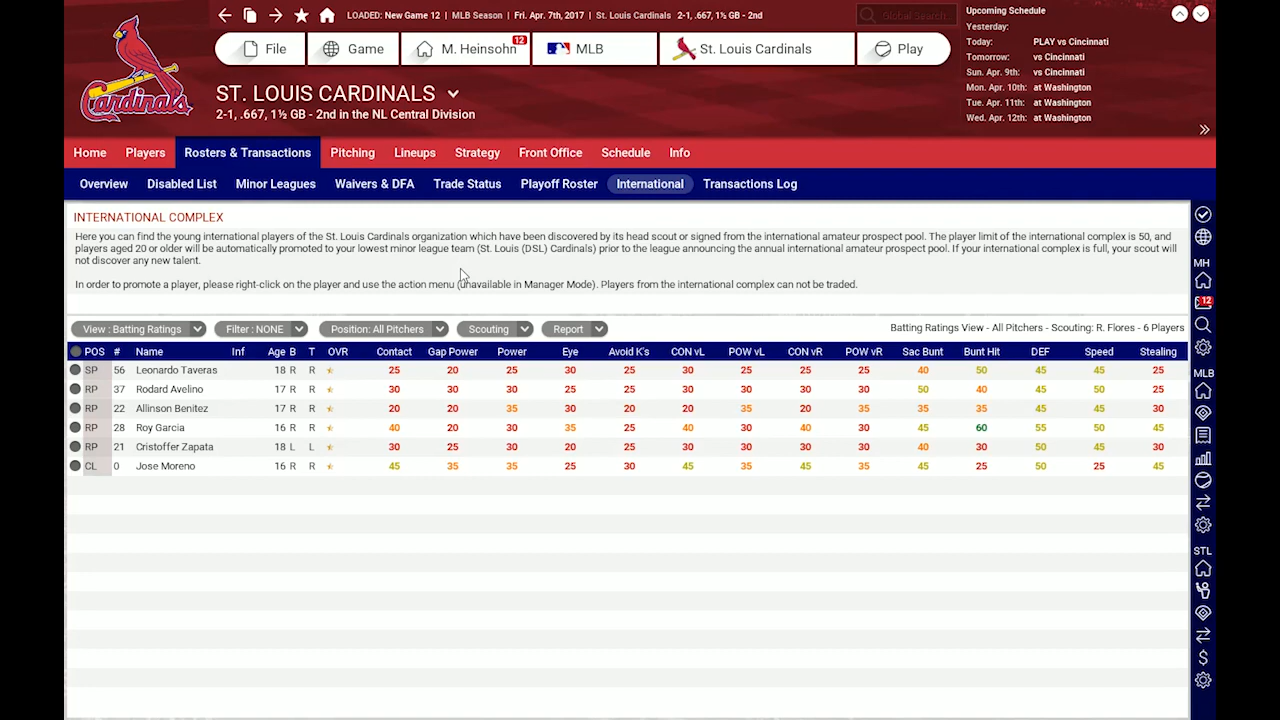 LOADED: New Game 12 | MLB Season | Fri. Apr. 7th, 2017 | St. Louis Cardinals 2-1, .667, 1½ GB - 2nd
Global Search...
Upcoming Schedule
Yesterday:
Today: PLAY vs Cincinnati
Tomorrow: vs Cincinnati
Sun. Apr. 9th: vs Cincinnati
Mon. Apr. 10th: at Washington
Tue. Apr. 11th: at Washington
Wed. Apr. 12th: at Washington
File Game M. Heinsohn 12 MLB St. Louis Cardinals Play
Cardinals
ST. LOUIS CARDINALS
2-1, .667, 1½ GB - 2nd in the NL Central Division
Home Players Rosters & Transactions Pitching Lineups Strategy Front Office Schedule Info
Overview Disabled List Minor Leagues Waivers & DFA Trade Status Playoff Roster International Transactions Log
INTERNATIONAL COMPLEX
Here you can find the young international players of the St. Louis Cardinals organization which have been discovered by its head scout or signed from the international amateur prospect pool. The player limit of the international complex is 50, and
players aged 20 or older will be automatically promoted to your lowest minor league team (St. Louis (DSL) Cardinals) prior to the league announcing the annual international amateur prospect pool. If your international complex is full, your scout will
not discover any new talent.
In order to promote a player, please right-click on the player and use the action menu (unavailable in Manager Mode). Players from the international complex can not be traded.
View : Batting Ratings Filter : NONE Position: All Pitchers Scouting Report Batting Ratings View - All Pitchers - Scouting: R. Flores - 6 Players
POS # Name Inf Age B T OVR Contact Gap Power Power Eye Avoid K's CON vL POW vL CON vR POW vR Sac Bunt Bunt Hit DEF Speed Stealing
SP 56 Leonardo Taveras 18 R R 25 20 25 30 25 30 25 25 25 40 50 45 45 25
RP 37 Rodard Avelino 17 R R 30 30 30 30 25 30 30 30 30 50 40 45 50 25
RP 22 Allinson Benitez 17 R R 20 20 35 30 20 20 35 20 35 35 35 45 45 30
RP 28 Roy Garcia 16 R R 40 20 30 35 25 40 30 40 30 45 60 55 50 45
RP 21 Cristoffer Zapata 18 L L 30 25 30 20 25 30 30 30 30 40 30 50 45 30
CL 0 Jose Moreno 16 R R 45 35 35 25 30 45 35 45 35 45 25 50 25 45
MH
12
MLB
STL